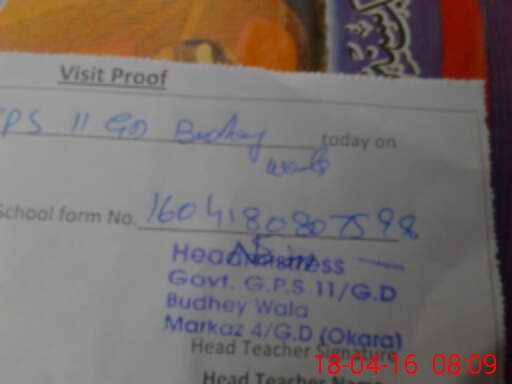 Visit Proof
GPS 11 GD Budhey today on
wala
School form No. 1604180807598
Headmistress
Govt. G.P.S 11/G.D
Budhey Wala
Markaz 4/G.D (Okara)
Head Teacher Signature
Head Teacher Name
18-04-16 08:09